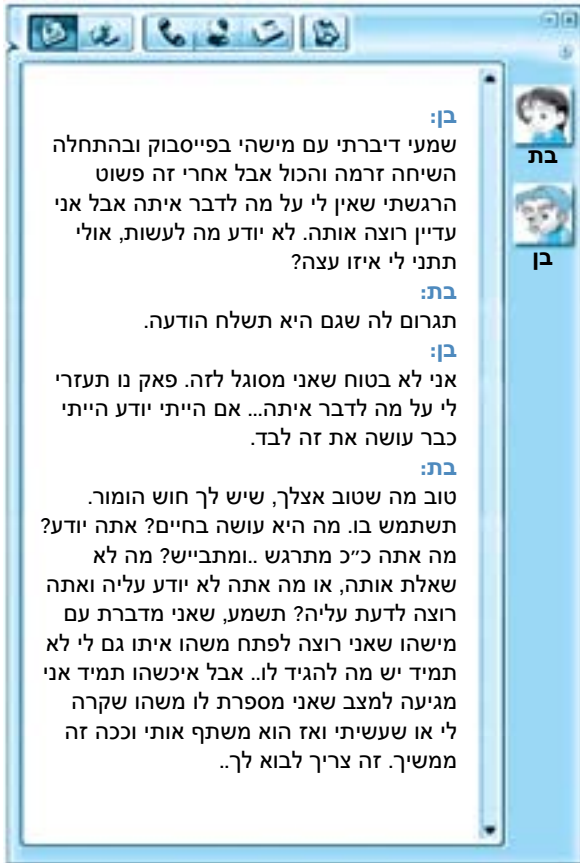 בן:
שמעי דיברתי עם מישהי בפייסבוק ובהתחלה
השיחה זרמה והכול אבל אחרי זה פשוט
הרגשתי שאין לי על מה לדבר איתה אבל אני
עדיין רוצה אותה. לא יודע מה לעשות, אולי
תתני לי איזו עצה?
בת:
תגרום לה שגם היא תשלח הודעה.
בן:
אני לא בטוח שאני מסוגל לזה. פאק נו תעזרי
לי על מה לדבר איתה... אם הייתי יודע הייתי
כבר עושה את זה לבד.
בת:
טוב מה שטוב אצלך, שיש לך חוש הומור.
תשתמש בו. מה היא עושה בחיים? אתה יודע?
מה אתה כ״כ מתרגש ..ומתבייש? מה לא
שאלת אותה, או מה אתה לא יודע עליה ואתה
רוצה לדעת עליה? תשמע, שאני מדברת עם
מישהו שאני רוצה לפתח משהו איתו גם לי לא
תמיד יש מה להגיד לו.. אבל איכשהו תמיד אני
מגיעה למצב שאני מספרת לו משהו שקרה
לי או שעשיתי ואז הוא משתף אותי וככה זה
ממשיך. זה צריך לבוא לך..
בת
בן